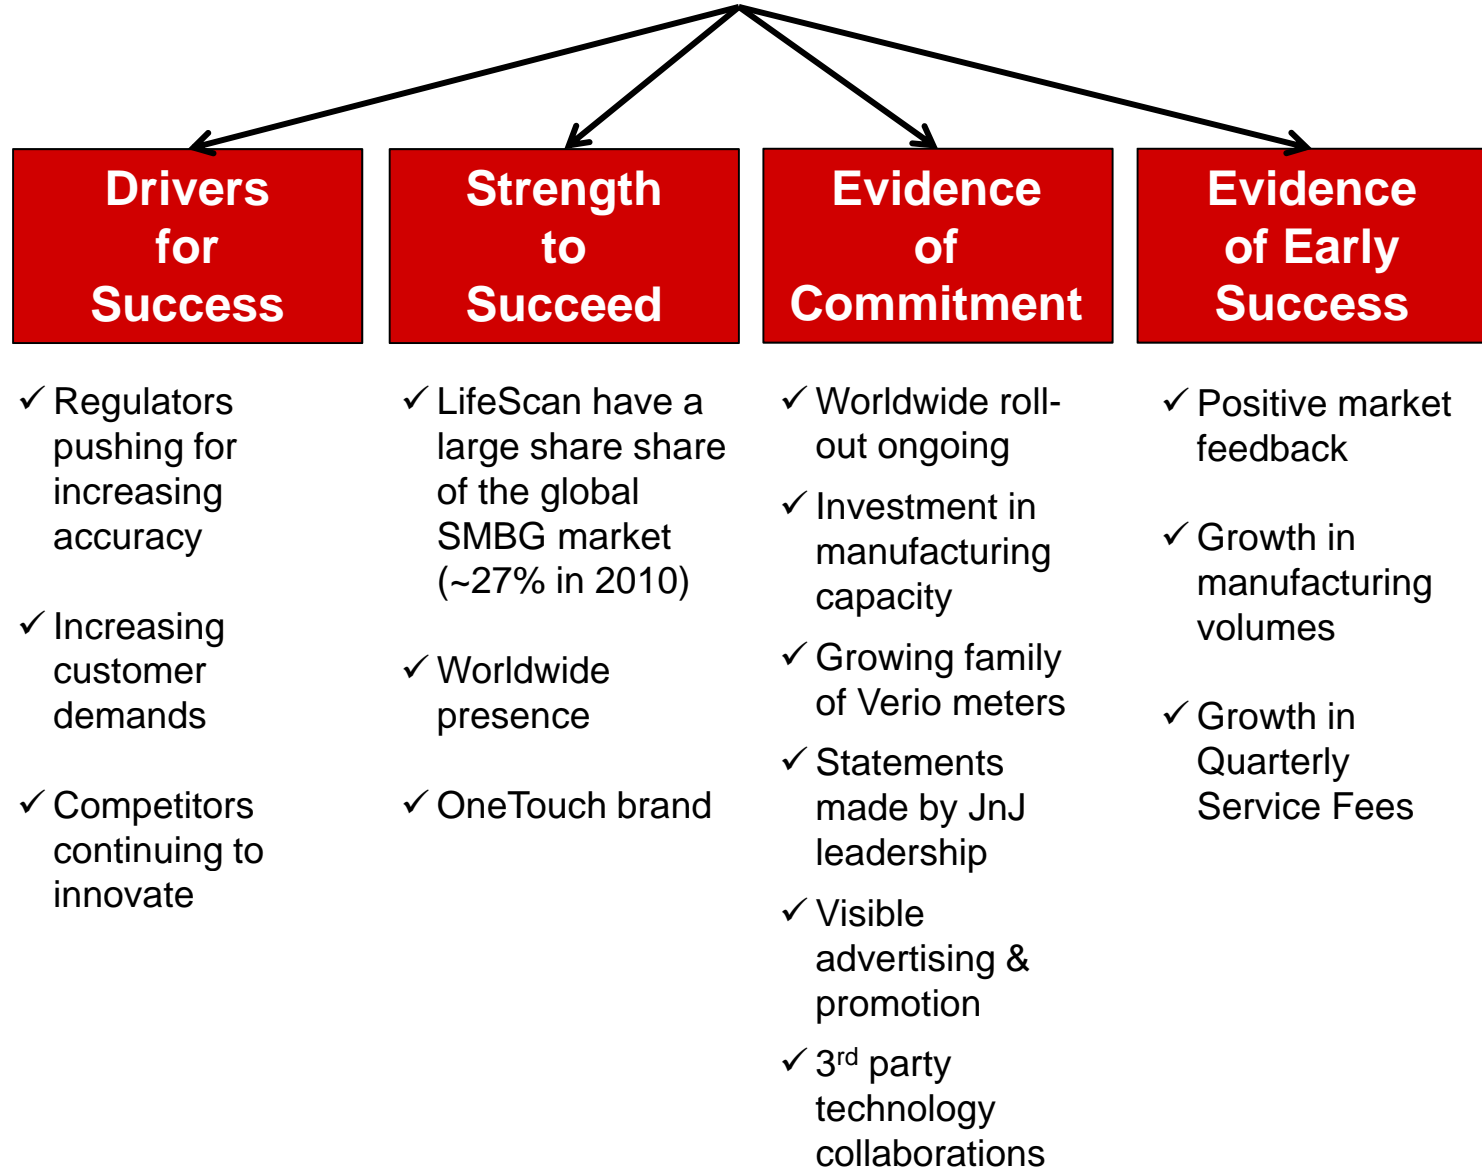 Drivers
for
Success
✓ Regulators
pushing for
increasing
accuracy
✓ Increasing
customer
demands
✓ Competitors
continuing to
innovate
Strength
to
Succeed
✓ LifeScan have a
large share share
of the global
SMBG market
(~27% in 2010)
✓ Worldwide
presence
✓ OneTouch brand
Evidence
of
Commitment
✓ Worldwide roll-
out ongoing
✓ Investment in
manufacturing
capacity
✓ Growing family
of Verio meters
✓ Statements
made by JnJ
leadership
✓ Visible
advertising &
promotion
✓ 3rd party
technology
collaborations
Evidence
of Early
Success
✓ Positive market
feedback
✓ Growth in
manufacturing
volumes
✓ Growth in
Quarterly
Service Fees